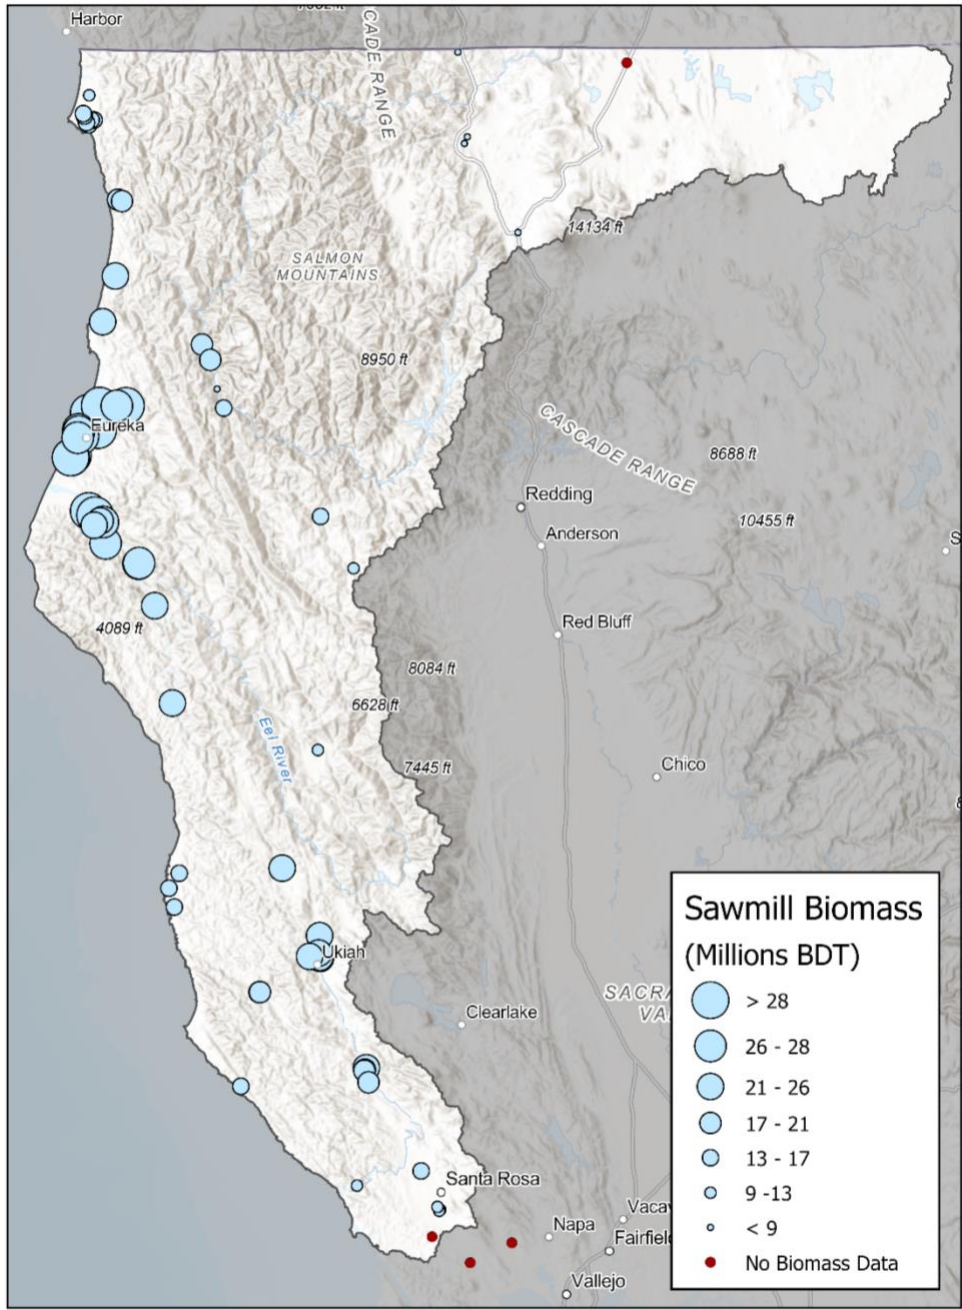 Harbor
CADE RANGE
14134 ft
SALMON
MOUNTAINS
8950 ft
CASCADE RANGE
Eureka
8688 ft
Redding
10455 ft
Anderson
S
Red Bluff
4089 ft
8084 ft
6628 ft
Eel River
7445 ft
Chico
Ukiah
SACRA
VA
Clearlake
Santa Rosa
Vacav
Napa
Fairfield
Vallejo
Sawmill Biomass
(Millions BDT)
> 28
26 - 28
21 - 26
17 - 21
13 - 17
9 -13
< 9
No Biomass Data